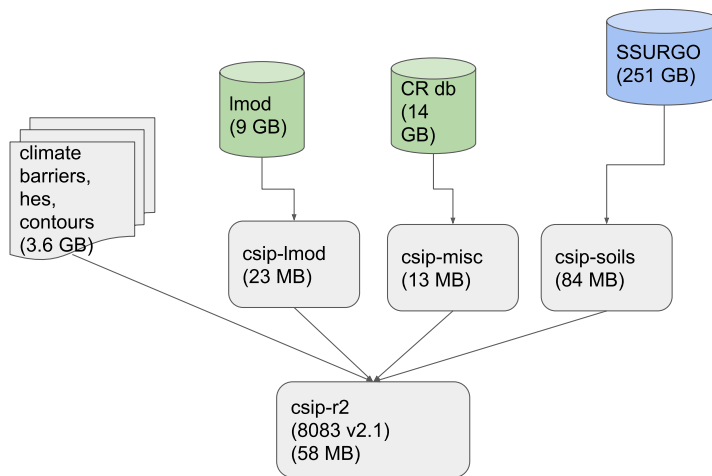 SSURGO
(251 GB)
lmod
(9 GB)
CR db
(14
GB)
climate
barriers,
hes,
contours
(3.6 GB)
csip-lmod
(23 MB)
csip-misc
(13 MB)
csip-soils
(84 MB)
csip-r2
(8083 v2.1)
(58 MB)